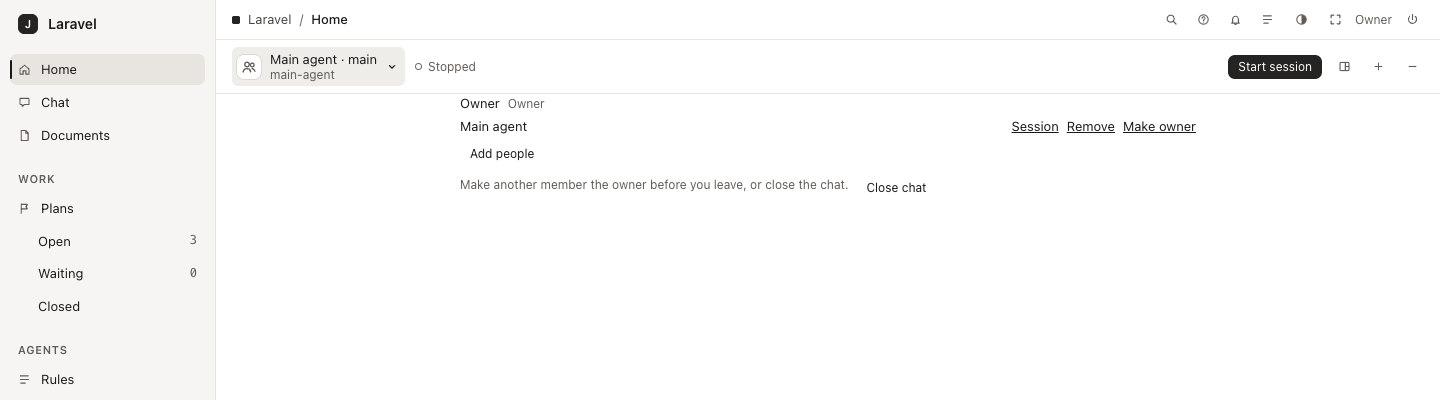 J Laravel
Home
Chat
Documents
WORK
Plans
Open 3
Waiting 0
Closed
AGENTS
Rules
Laravel / Home
Owner
Main agent · main
main-agent
Stopped
Start session
Owner Owner
Main agent Session Remove Make owner
Add people
Make another member the owner before you leave, or close the chat. Close chat